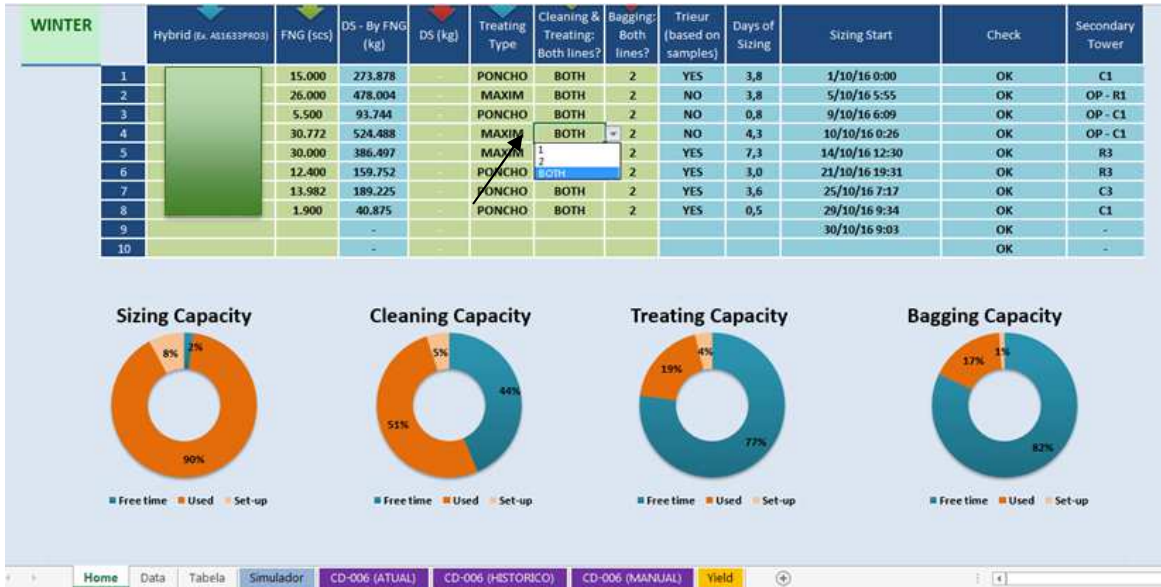 WINTER
Hybrid (Ex. AS1633PRO3) FNG (scs) DS - By FNG (kg) DS (kg) Treating Type Cleaning & Treating: Both lines? Bagging: Both lines? Trieur (based on samples) Days of Sizing Sizing Start Check Secondary Tower
1 15.000 273.878 - PONCHO BOTH 2 YES 3,8 1/10/16 0:00 OK C1
2 26.000 478.004 - MAXIM BOTH 2 NO 3,8 5/10/16 5:55 OK OP - R1
3 5.500 93.744 - PONCHO BOTH 2 NO 0,8 9/10/16 6:09 OK OP - C1
4 30.772 524.488 - MAXIM BOTH 2 NO 4,3 10/10/16 0:26 OK OP - C1
5 30.000 386.497 - MAXIM 1 2 YES 7,3 14/10/16 12:30 OK R3
2
6 12.400 159.752 - PONCHO BOTH 2 YES 3,0 21/10/16 19:31 OK R3
7 13.982 189.225 - PONCHO BOTH 2 YES 3,6 25/10/16 7:17 OK C3
8 1.900 40.875 - PONCHO BOTH 2 YES 0,5 29/10/16 9:34 OK C1
9 - - 30/10/16 9:03 OK -
10 - - OK -
Sizing Capacity Cleaning Capacity Treating Capacity Bagging Capacity
8% 2% 5% 4% 17% 1%
19%
44%
51%
77% 82%
90%
Free time Used Set-up Free time Used Set-up Free time Used Set-up Free time Used Set-up
Home Data Tabela Simulador CD-006 (ATUAL) CD-006 (HISTORICO) CD-006 (MANUAL) Yield